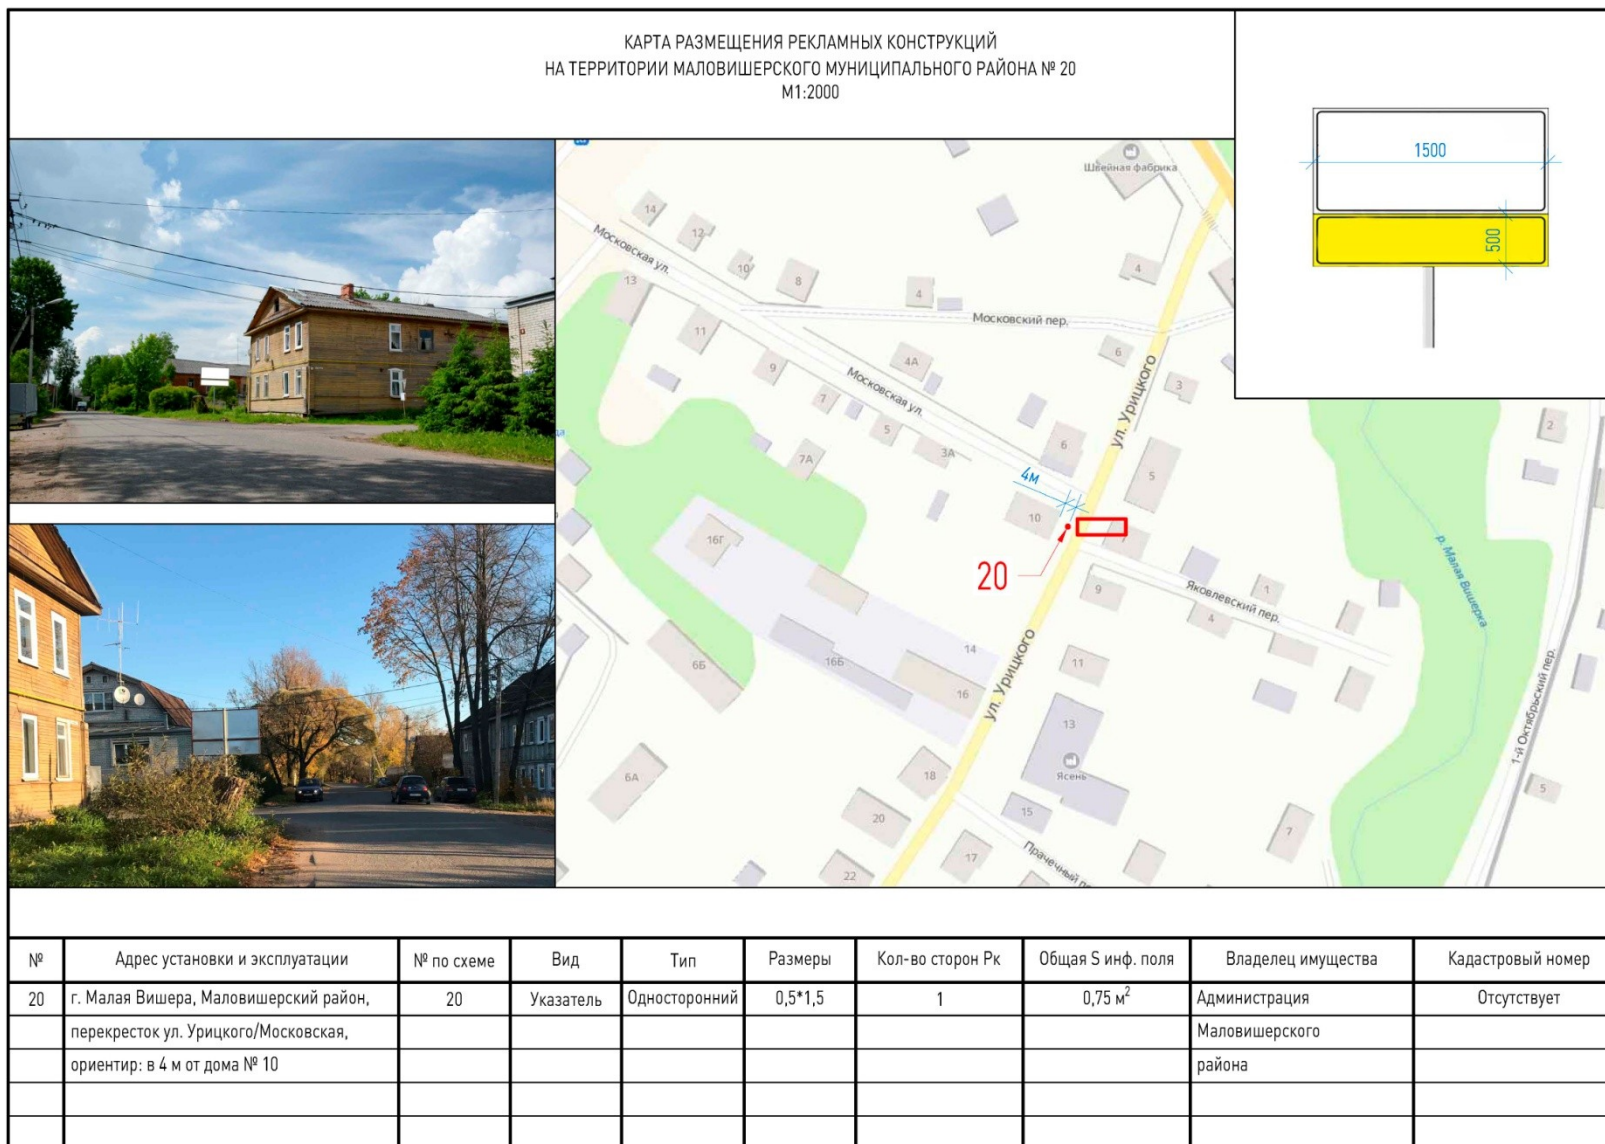 КАРТА РАЗМЕЩЕНИЯ РЕКЛАМНЫХ КОНСТРУКЦИЙ
НА ТЕРРИТОРИИ МАЛОВИШЕРСКОГО МУНИЦИПАЛЬНОГО РАЙОНА № 20
М1:2000
1500
500
Швейная фабрика
14
Московская ул.
12
10
13
8
4
4
Московский пер.
11
4А
6
9
Московская ул.
ул. Урицкого
3
7
5
3А
6
2
7А
4М
5
10
16Г
20
р. Малая Вишерка
9
Яковлевский пер.
1
4
14
6Б
16Б
11
16
ул. Урицкого
13
1-й Октябрьский пер.
Ясень
6А
18
5
20
15
7
17
Прачечный
22
№ Адрес установки и эксплуатации № по схеме Вид Тип Размеры Кол-во сторон Рк Общая S инф. поля Владелец имущества Кадастровый номер
20 г. Малая Вишера, Маловишерский район, 20 Указатель Односторонний 0,5*1,5 1 0,75 м² Администрация Отсутствует
перекресток ул. Урицкого/Московская, Маловишерского
ориентир: в 4 м от дома № 10 района